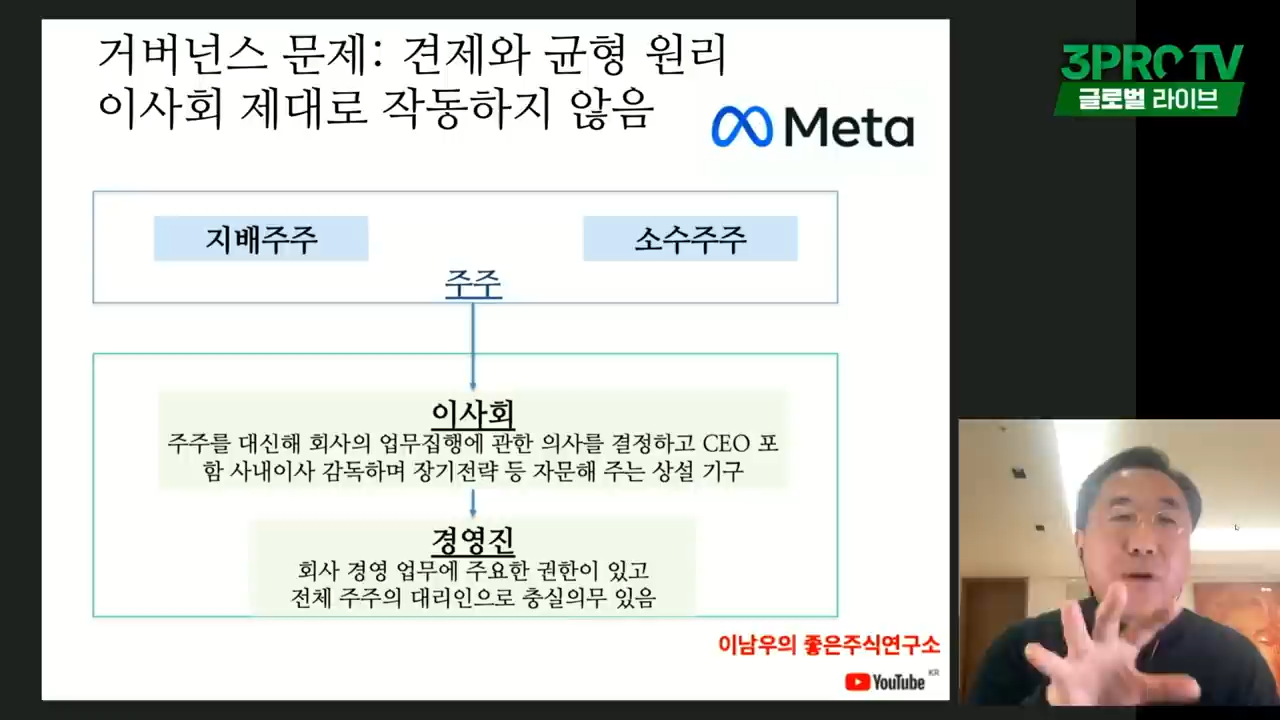 거버넌스 문제: 견제와 균형 원리
이사회 제대로 작동하지 않음
Meta
3PRO TV
글로벌 라이브
지배주주
소수주주
주주
이사회
주주를 대신해 회사의 업무집행에 관한 의사를 결정하고 CEO 포
함 사내이사 감독하며 장기전략 등 자문해 주는 상설 기구
경영진
회사 경영 업무에 주요한 권한이 있고
전체 주주의 대리인으로 충실의무 있음
이남우의 좋은주식연구소
YouTube KR